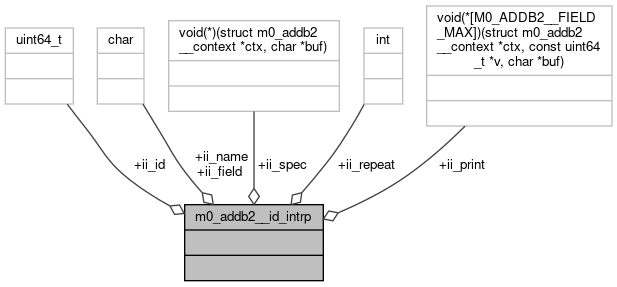 uint64_t
char
void(*)(struct m0_addb2
__context *ctx, char *buf)
int
void(*[M0_ADDB2__FIELD
_MAX])(struct m0_addb2
__context *ctx, const uint64
_t *v, char *buf)
+ii_id
+ii_name
+ii_field
+ii_spec
+ii_repeat
+ii_print
m0_addb2__id_intrp